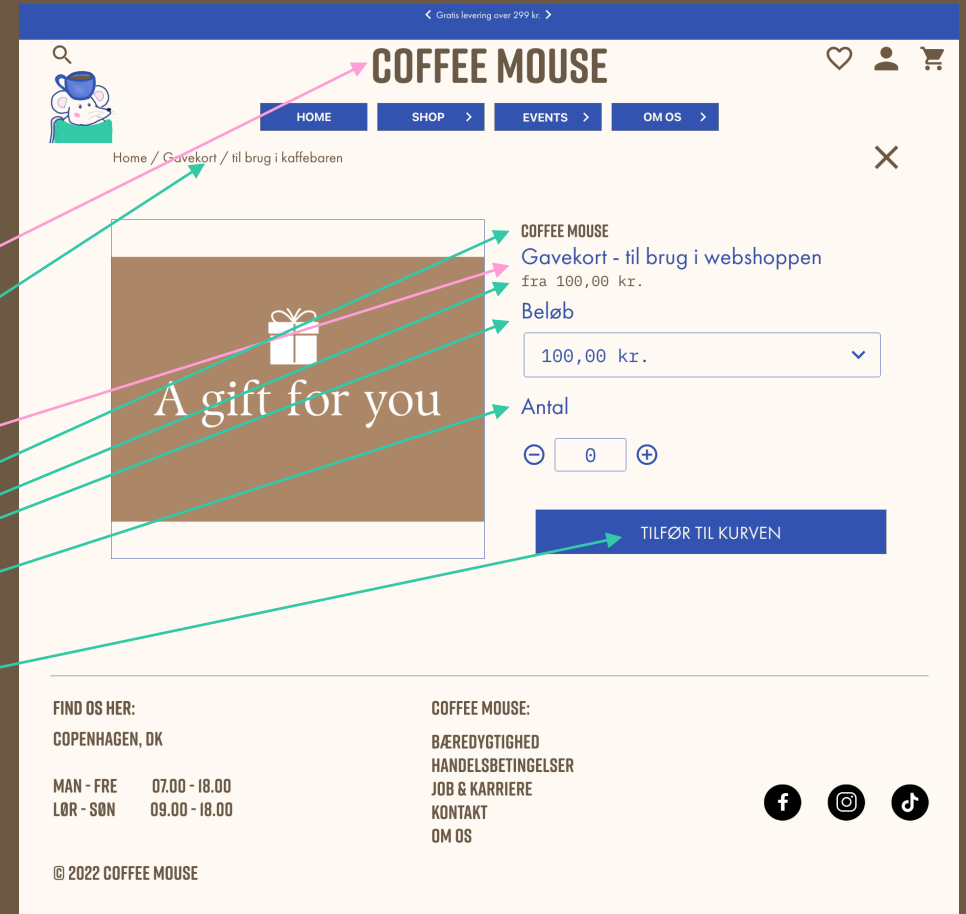 Gratis levering over 299 kr.
COFFEE MOUSE
HOME
SHOP
EVENTS
OM OS
Home / Gavekort / til brug i kaffebaren
COFFEE MOUSE
Gavekort - til brug i webshoppen
fra 100,00 kr.
Beløb
100,00 kr.
A gift for you
Antal
0
TILFØR TIL KURVEN
FIND OS HER:
COPENHAGEN, DK
MAN - FRE 07.00 - 18.00
LØR - SØN 09.00 - 18.00
© 2022 COFFEE MOUSE
COFFEE MOUSE:
BÆREDYGTIGHED
HANDELSBETINGELSER
JOB & KARRIERE
KONTAKT
OM OS